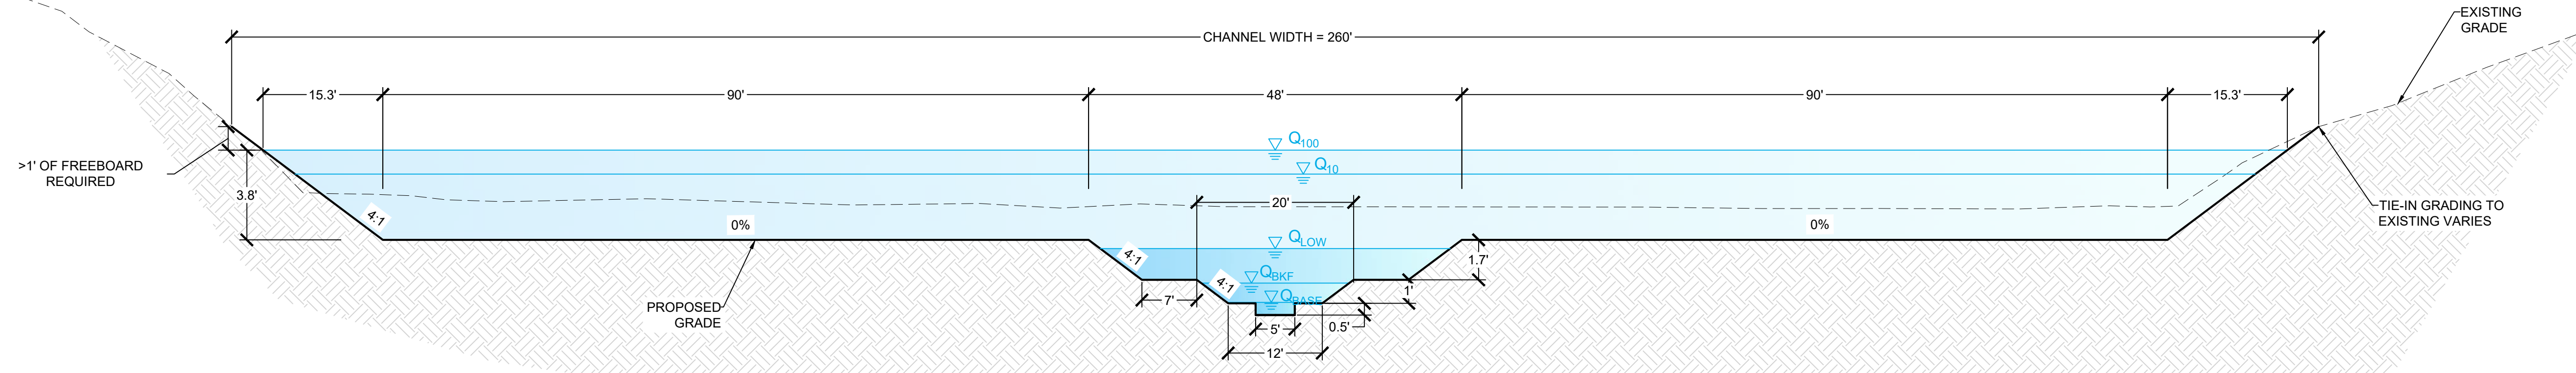 EXISTING
GRADE
CHANNEL WIDTH = 260'
15.3'
90'
48'
90'
15.3'
Q100
Q10
>1' OF FREEBOARD
REQUIRED
3.8'
4:1
0%
20'
0%
TIE-IN GRADING TO
EXISTING VARIES
QLOW
4:1
1.7'
QBKF
4:1
1'
QBASE
7'
PROPOSED
GRADE
5'
0.5'
12'